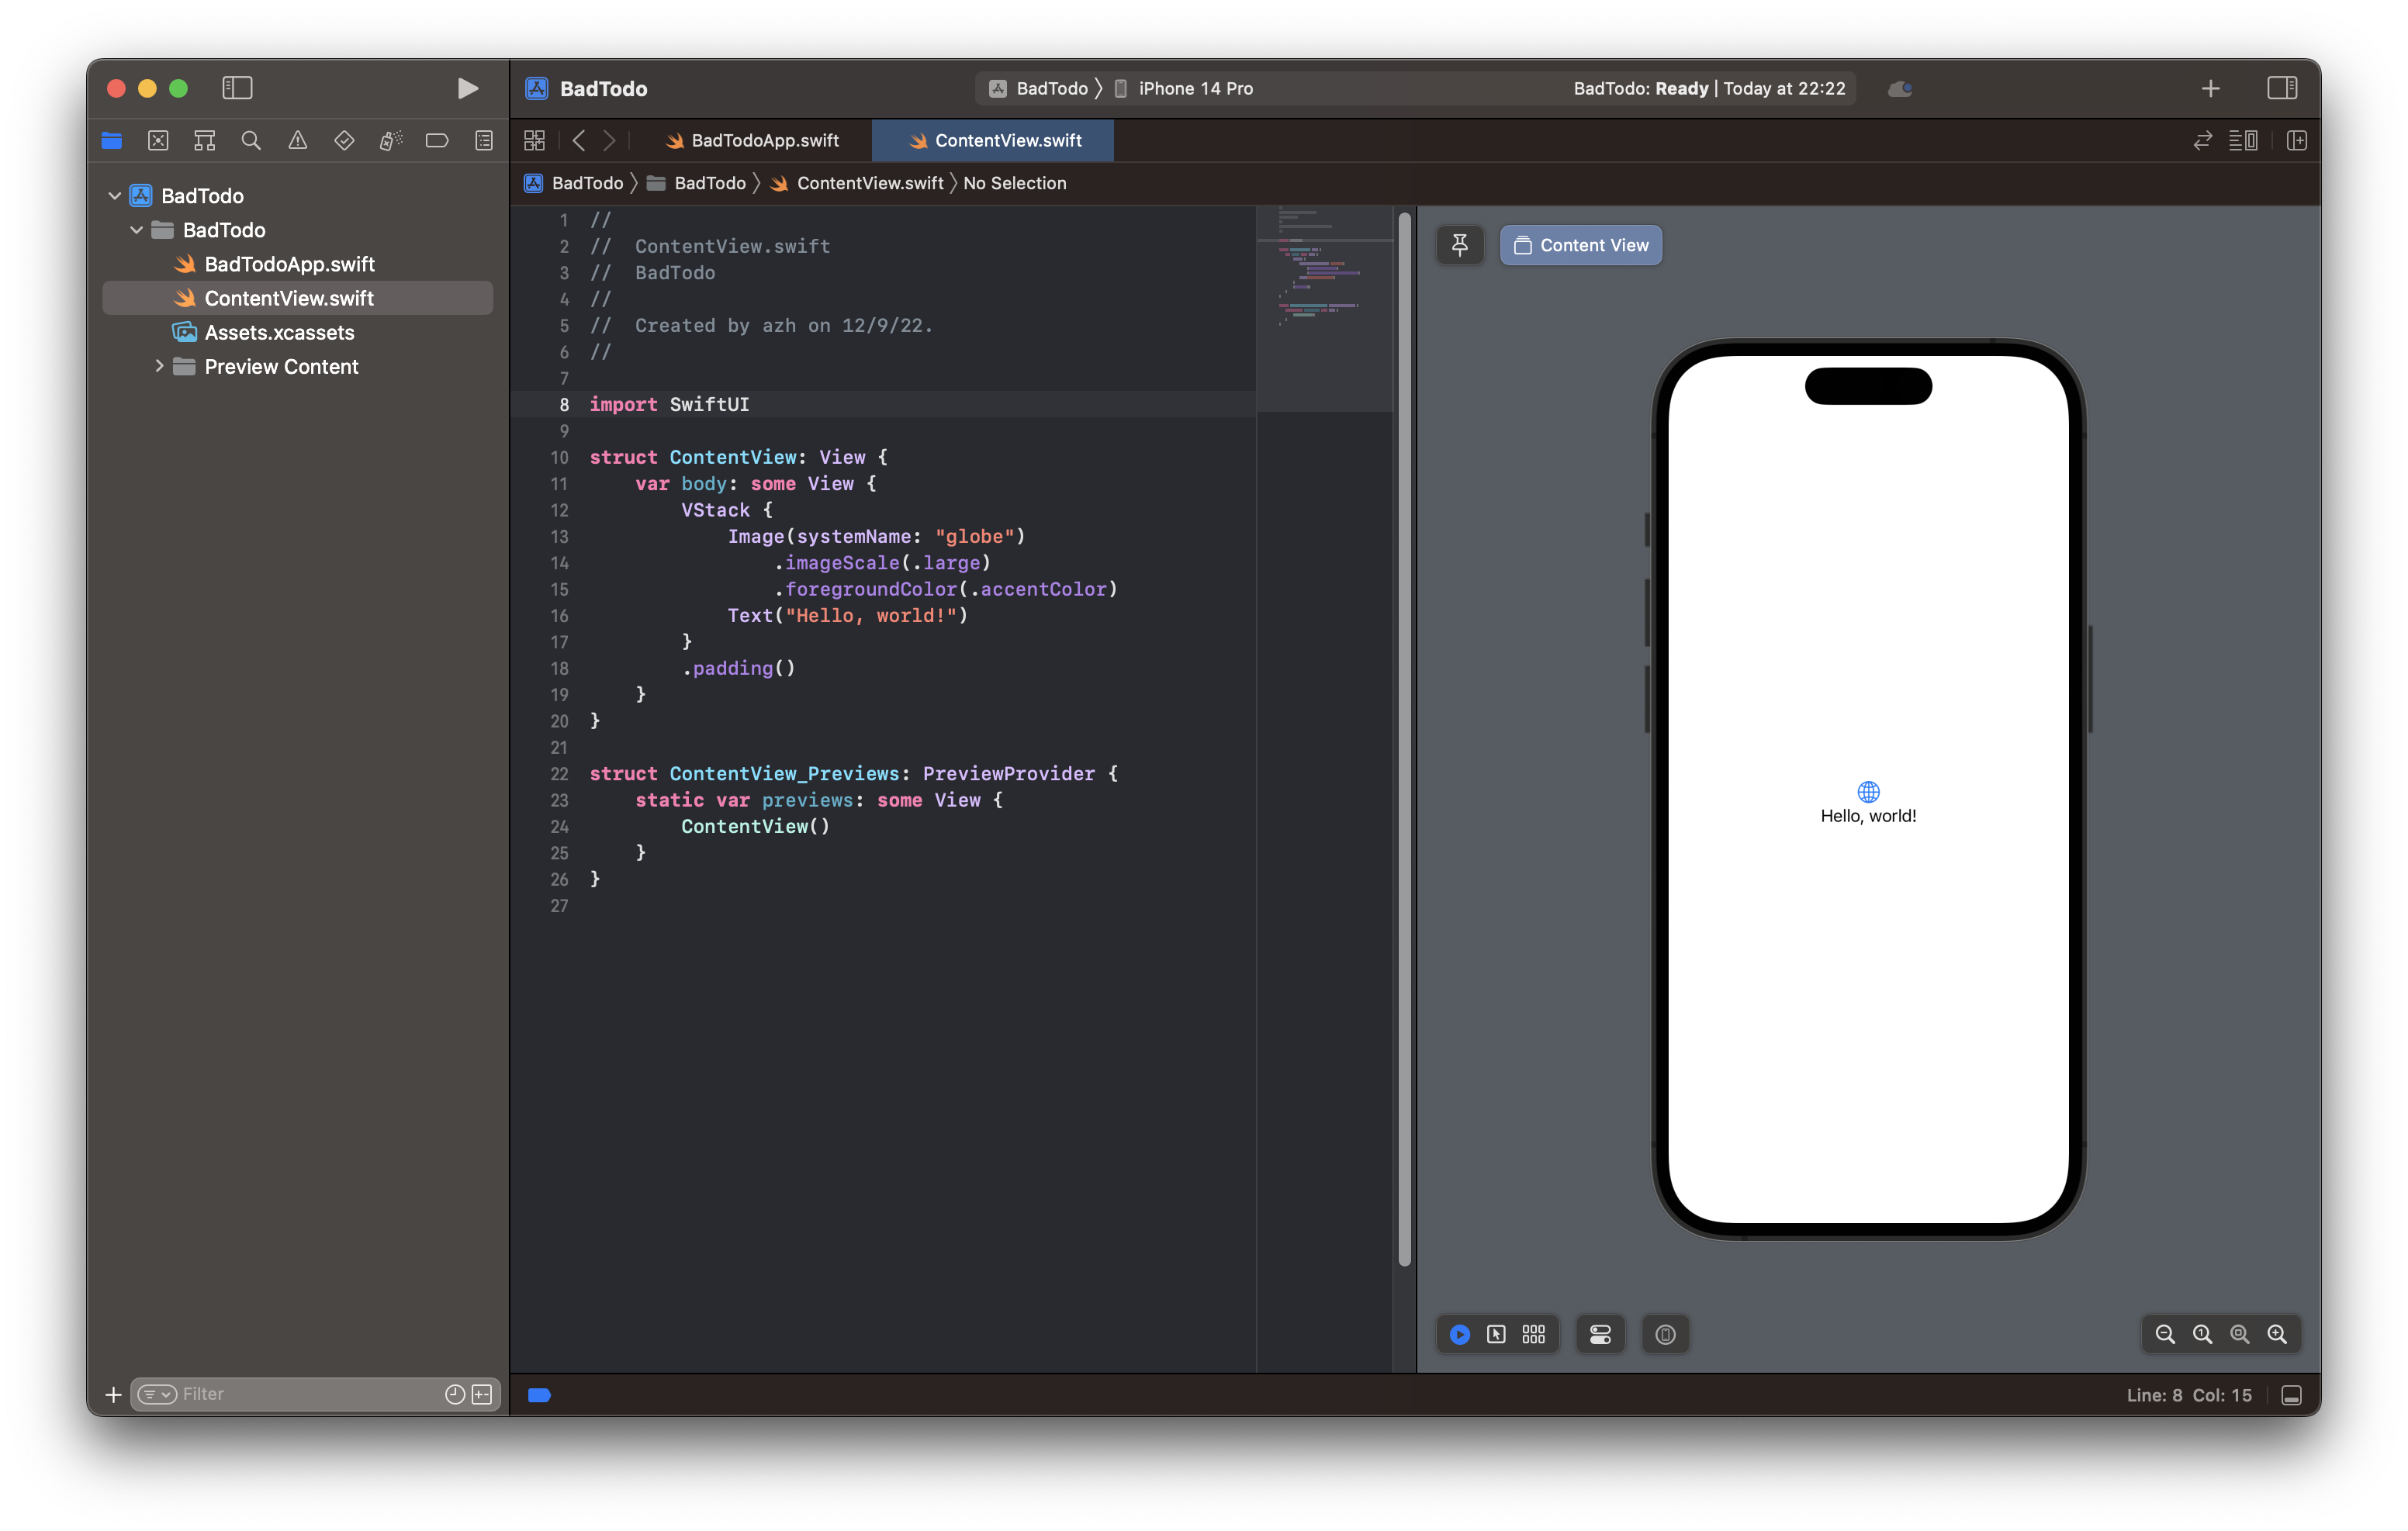 BadTodo
BadTodo
iPhone 14 Pro
BadTodo: Ready | Today at 22:22
BadTodoApp.swift
ContentView.swift
BadTodo
BadTodo
ContentView.swift
No Selection
BadTodo
BadTodo
BadTodoApp.swift
ContentView.swift
Assets.xcassets
Preview Content
1 //
2 //  ContentView.swift
3 //  BadTodo
4 //
5 //  Created by azh on 12/9/22.
6 //
7
8 import SwiftUI
9
10 struct ContentView: View {
11     var body: some View {
12         VStack {
13             Image(systemName: "globe")
14                 .imageScale(.large)
15                 .foregroundColor(.accentColor)
16             Text("Hello, world!")
17         }
18         .padding()
19     }
20 }
21
22 struct ContentView_Previews: PreviewProvider {
23     static var previews: some View {
24         ContentView()
25     }
26 }
27
Content View
Hello, world!
Filter
Line: 8 Col: 15